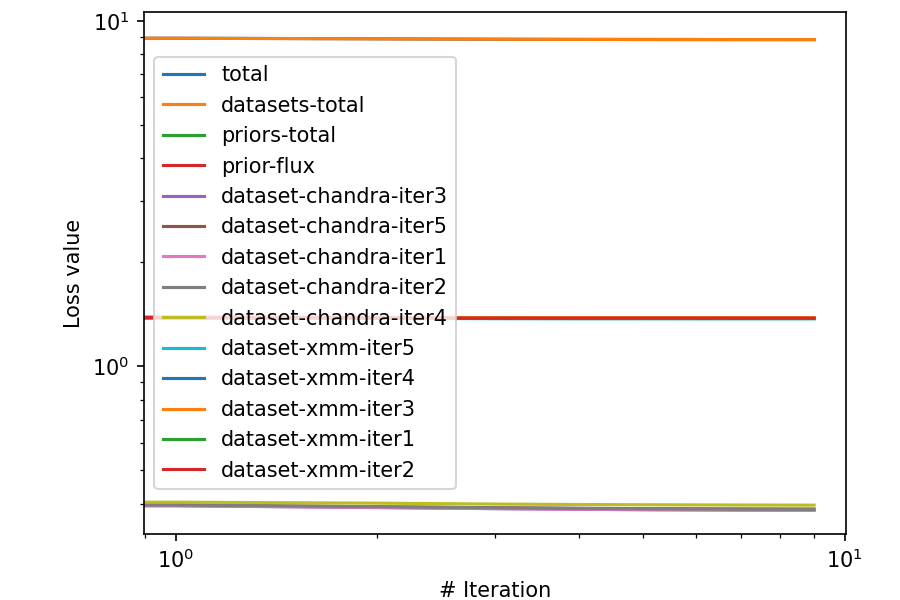 10¹
total
datasets-total
priors-total
prior-flux
dataset-chandra-iter3
dataset-chandra-iter5
dataset-chandra-iter1
dataset-chandra-iter2
dataset-chandra-iter4
dataset-xmm-iter5
dataset-xmm-iter4
dataset-xmm-iter3
dataset-xmm-iter1
dataset-xmm-iter2
Loss value
10⁰
10⁰
10¹
# Iteration